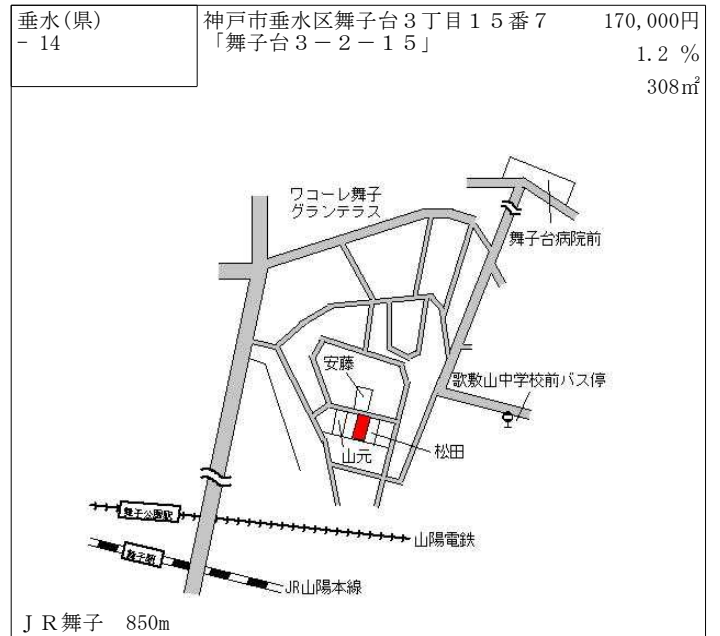 垂水(県)
- 14
神戸市垂水区舞子台３丁目１５番７
「舞子台３－２－１５」
170,000円
1.2 %
308㎡
ワコーレ舞子
グランテラス
舞子台病院前
安藤
歌敷山中学校前バス停
山元
松田
舞子公園駅
山陽電鉄
舞子駅
JR山陽本線
ＪＲ舞子　850m